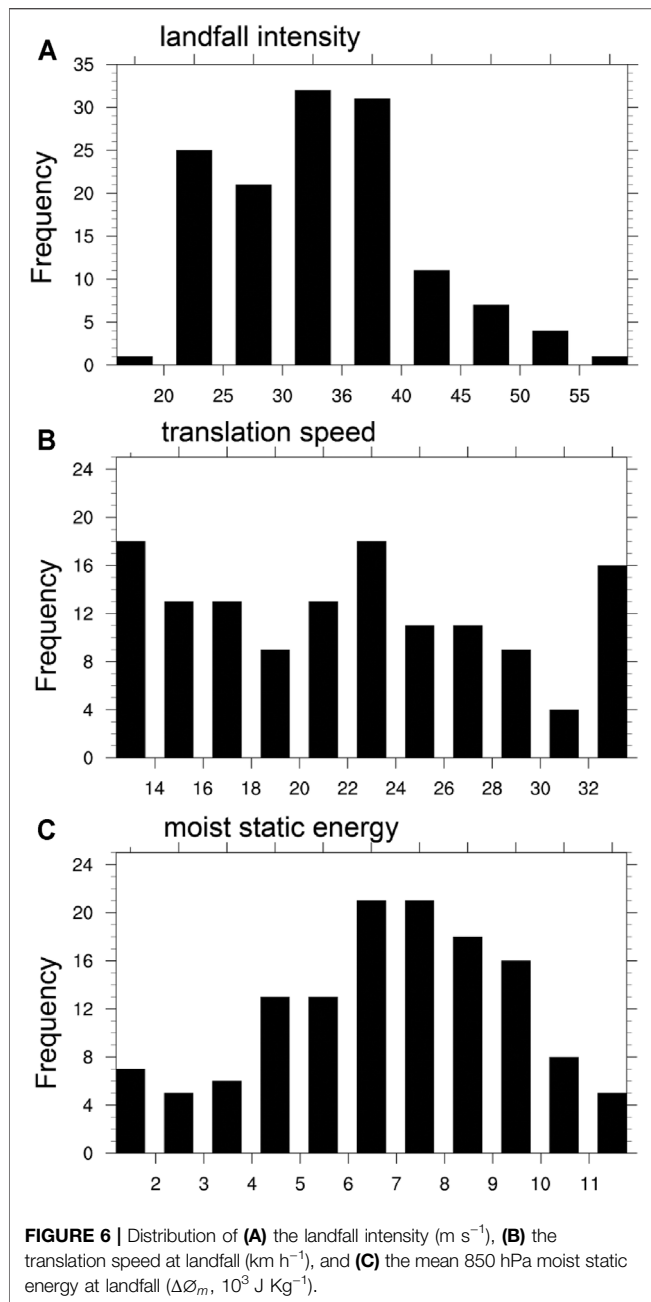 A
landfall intensity
35
30
25
20
15
10
5
0
Frequency
20 25 30 36 40 45 50 55
B
translation speed
24
20
16
12
8
4
0
Frequency
14 16 18 20 22 24 26 28 30 32
C
moist static energy
24
20
16
12
8
4
0
Frequency
2 3 4 5 6 7 8 9 10 11
FIGURE 6 | Distribution of (A) the landfall intensity (m s⁻¹), (B) the
translation speed at landfall (km h⁻¹), and (C) the mean 850 hPa moist static
energy at landfall (ΔØₘ, 10³ J Kg⁻¹).